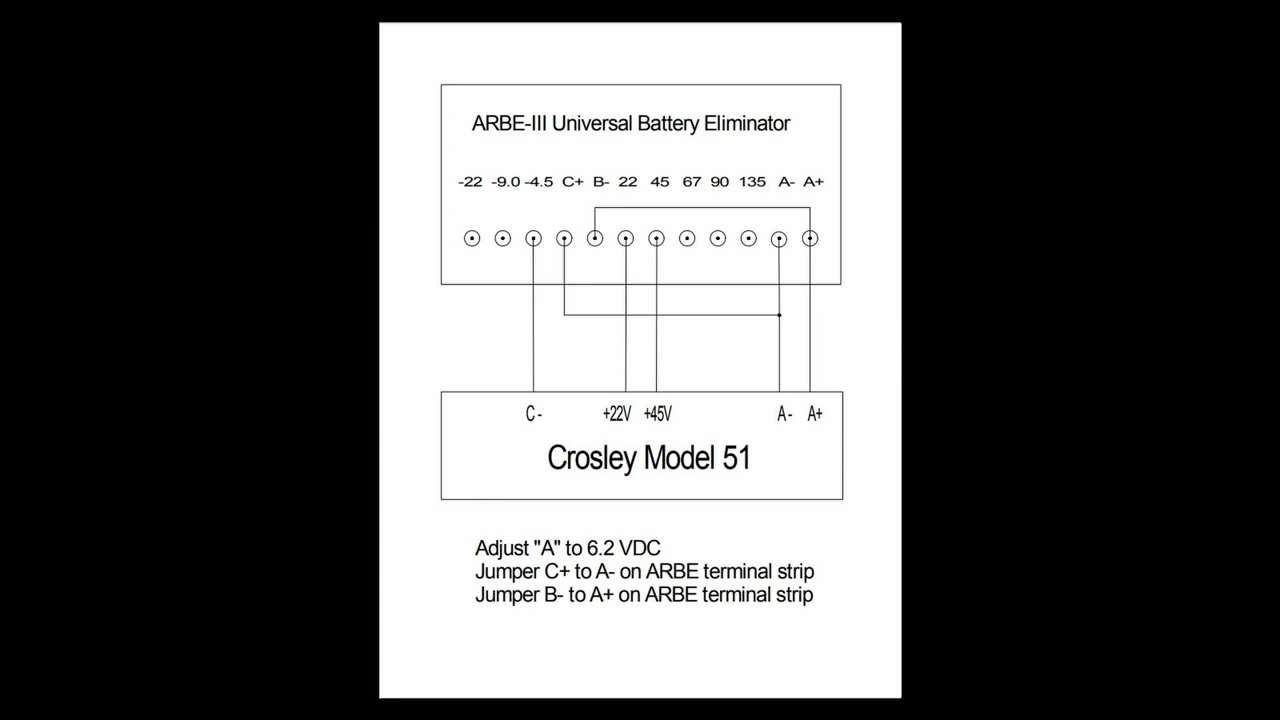 ARBE-III Universal Battery Eliminator
-22 -9.0 -4.5 C+ B- 22 45 67 90 135 A- A+
C - +22V +45V A - A+
Crosley Model 51
Adjust "A" to 6.2 VDC
Jumper C+ to A- on ARBE terminal strip
Jumper B- to A+ on ARBE terminal strip